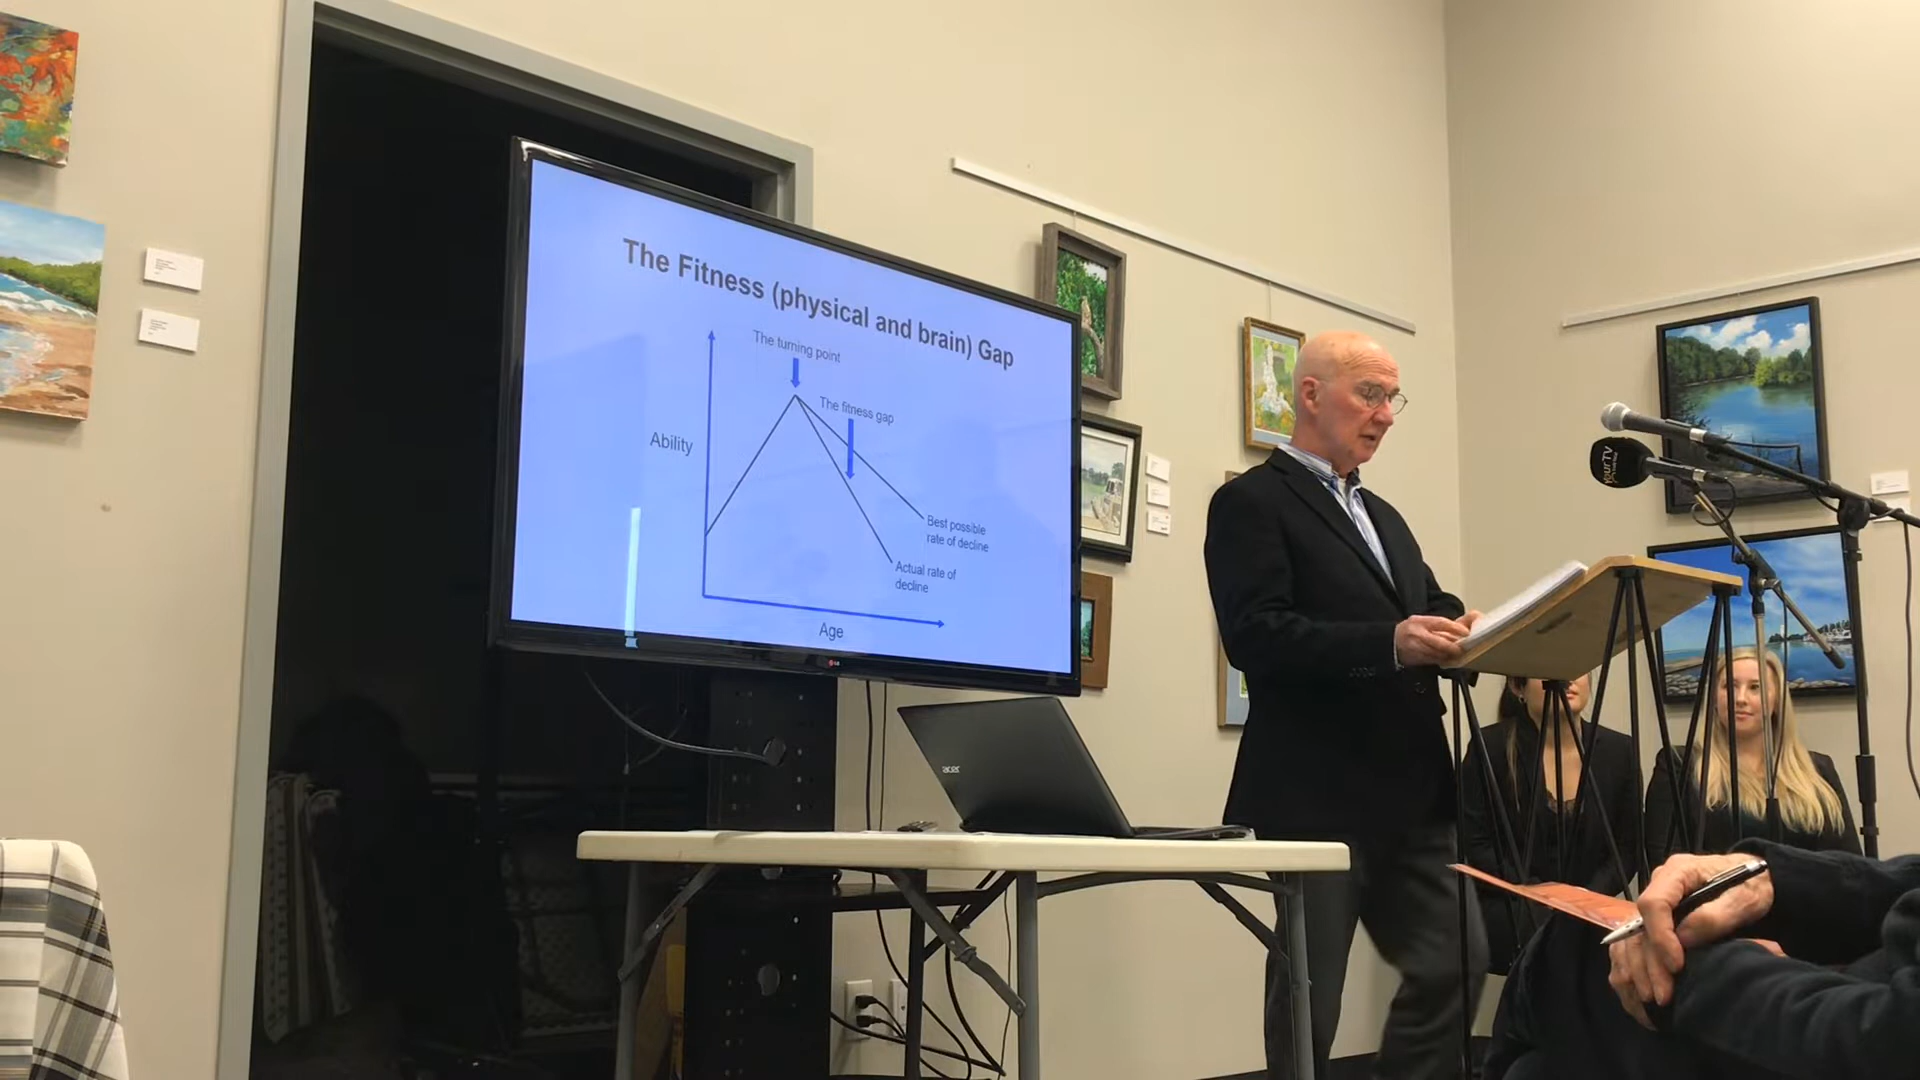 The Fitness (physical and brain) Gap
The turning point
The fitness gap
Ability
Best possible
rate of decline
Actual rate of
decline
Age
LG
acer
yourTV